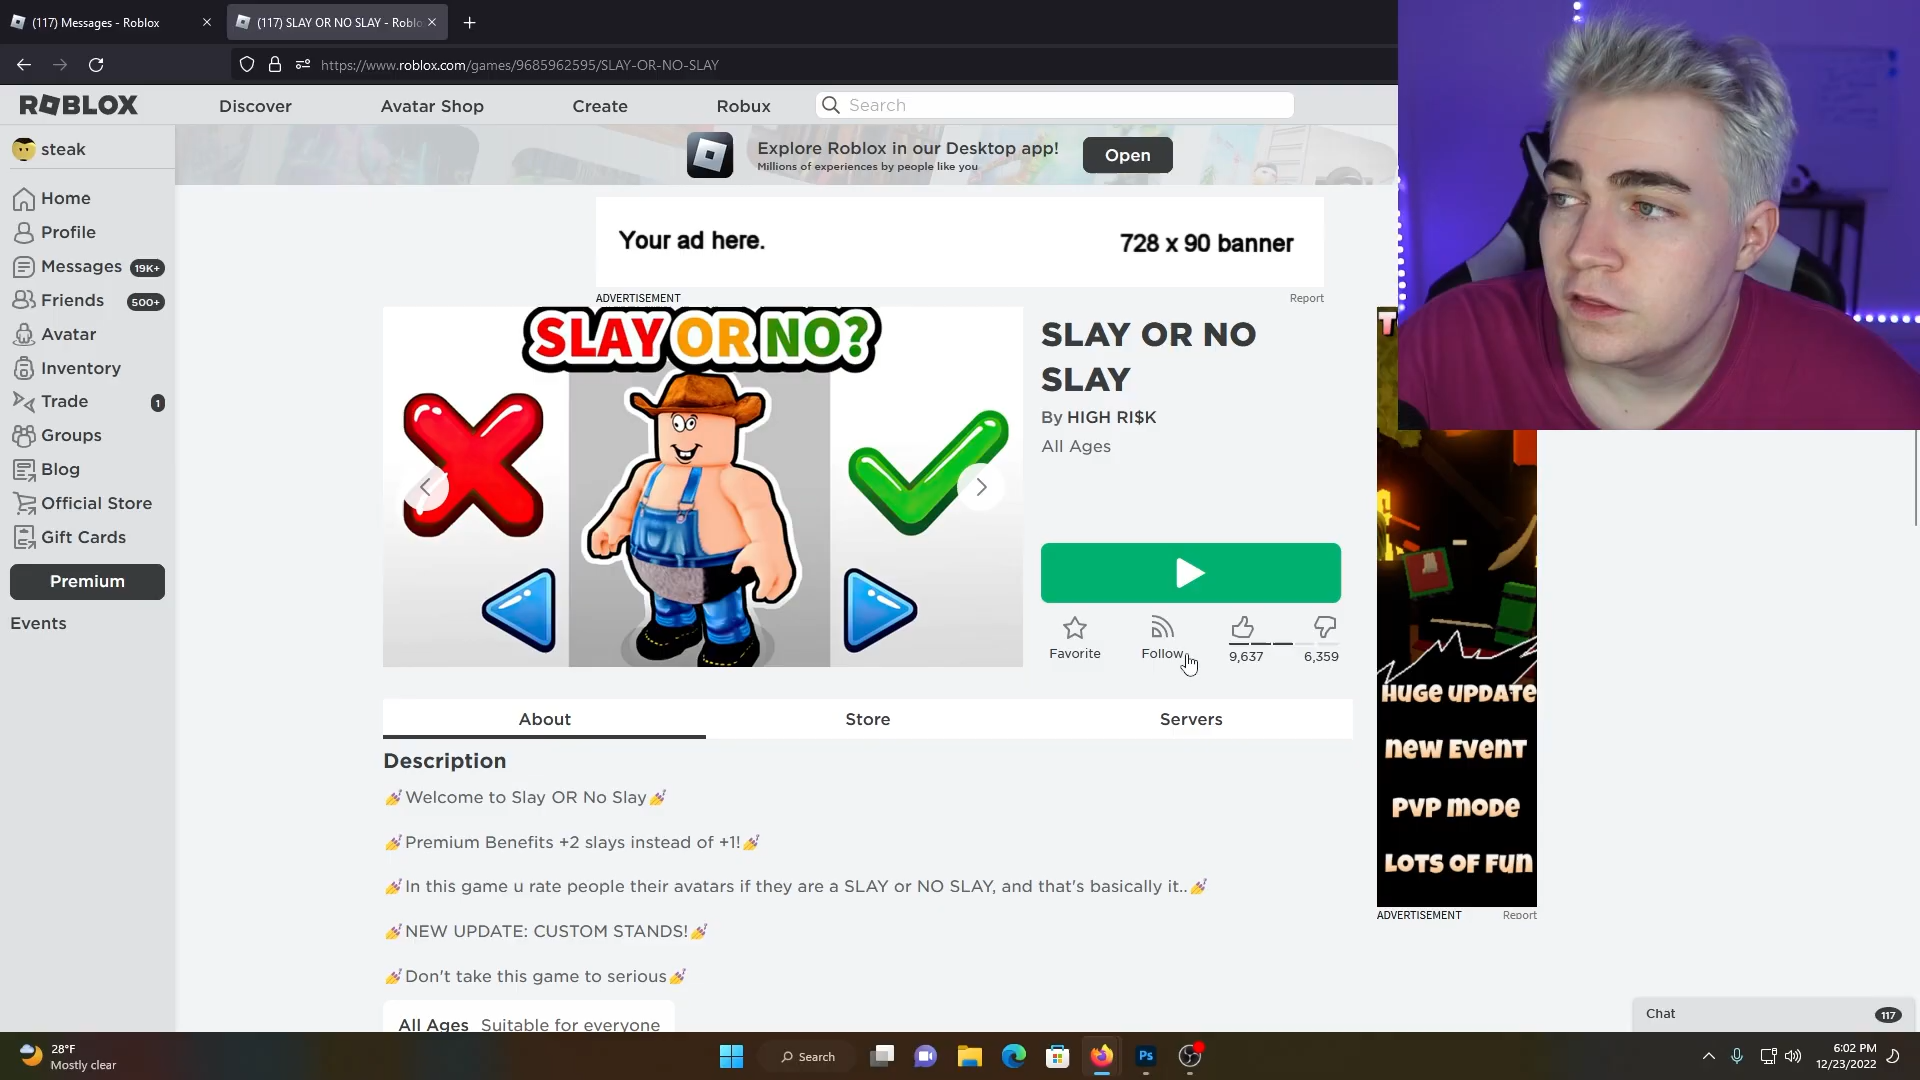 (117) Messages - Roblox
(117) SLAY OR NO SLAY - Roblo
https://www.roblox.com/games/9685962595/SLAY-OR-NO-SLAY
ROBLOX
Discover
Avatar Shop
Create
Robux
Search
steak
Explore Roblox in our Desktop app!
Millions of experiences by people like you
Open
Home
Profile
Messages 19K+
Friends 500+
Avatar
Inventory
Trade 1
Groups
Blog
Official Store
Gift Cards
Premium
Events
Your ad here.
728 x 90 banner
ADVERTISEMENT
Report
SLAY OR NO?
SLAY OR NO
SLAY
By HIGH RI$K
All Ages
Favorite
Follow
9,637
6,359
About
Store
Servers
Description
Welcome to Slay OR No Slay
Premium Benefits +2 slays instead of +1!
In this game u rate people their avatars if they are a SLAY or NO SLAY, and that's basically it..
NEW UPDATE: CUSTOM STANDS!
Don't take this game to serious
All Ages Suitable for everyone
HUGE UPDATE
NEW EVENT
PVP MODE
LOTS OF FUN
ADVERTISEMENT
Report
Chat
117
28°F
Mostly clear
Search
Ps
6:02 PM
12/23/2022